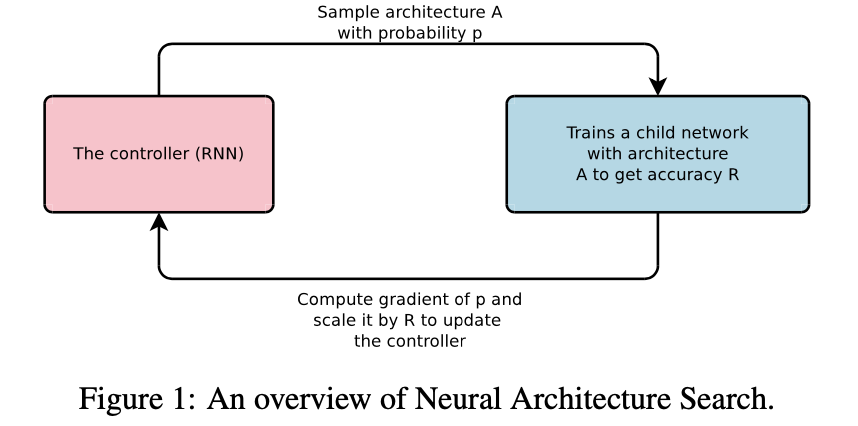 Sample architecture A
with probability p
The controller (RNN)
Trains a child network
with architecture
A to get accuracy R
Compute gradient of p and
scale it by R to update
the controller
Figure 1: An overview of Neural Architecture Search.